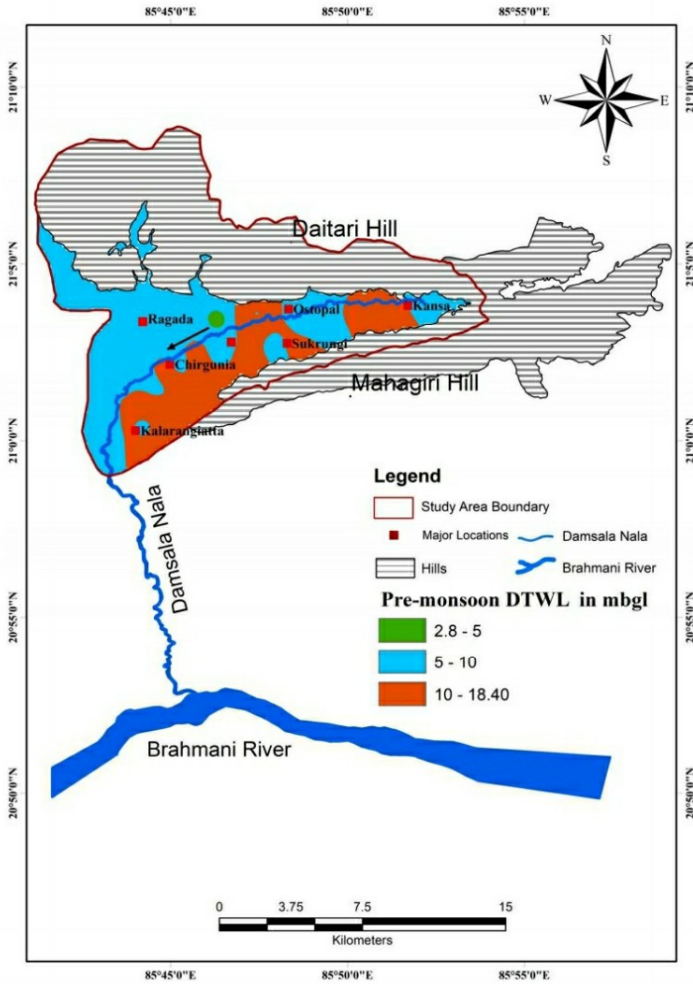 85°45'0"E 85°50'0"E 85°55'0"E
21°10'0"N 21°10'0"N
N
W E
S
Daitari Hill
21°5'0"N 21°5'0"N
Ragada
Ostopal
Kansa
Sukrungi
Chirgunia
Mahagiri Hill
Kalarangiatta
21°0'0"N 21°0'0"N
Legend
Study Area Boundary
Major Locations Damsala Nala
Hills Brahmani River
Damsala Nala
Pre-monsoon DTWL in mbgl
2.8 - 5
5 - 10
10 - 18.40
20°55'0"N 20°55'0"N
Brahmani River
20°50'0"N 20°50'0"N
0 3.75 7.5 15
Kilometers
85°45'0"E 85°50'0"E 85°55'0"E